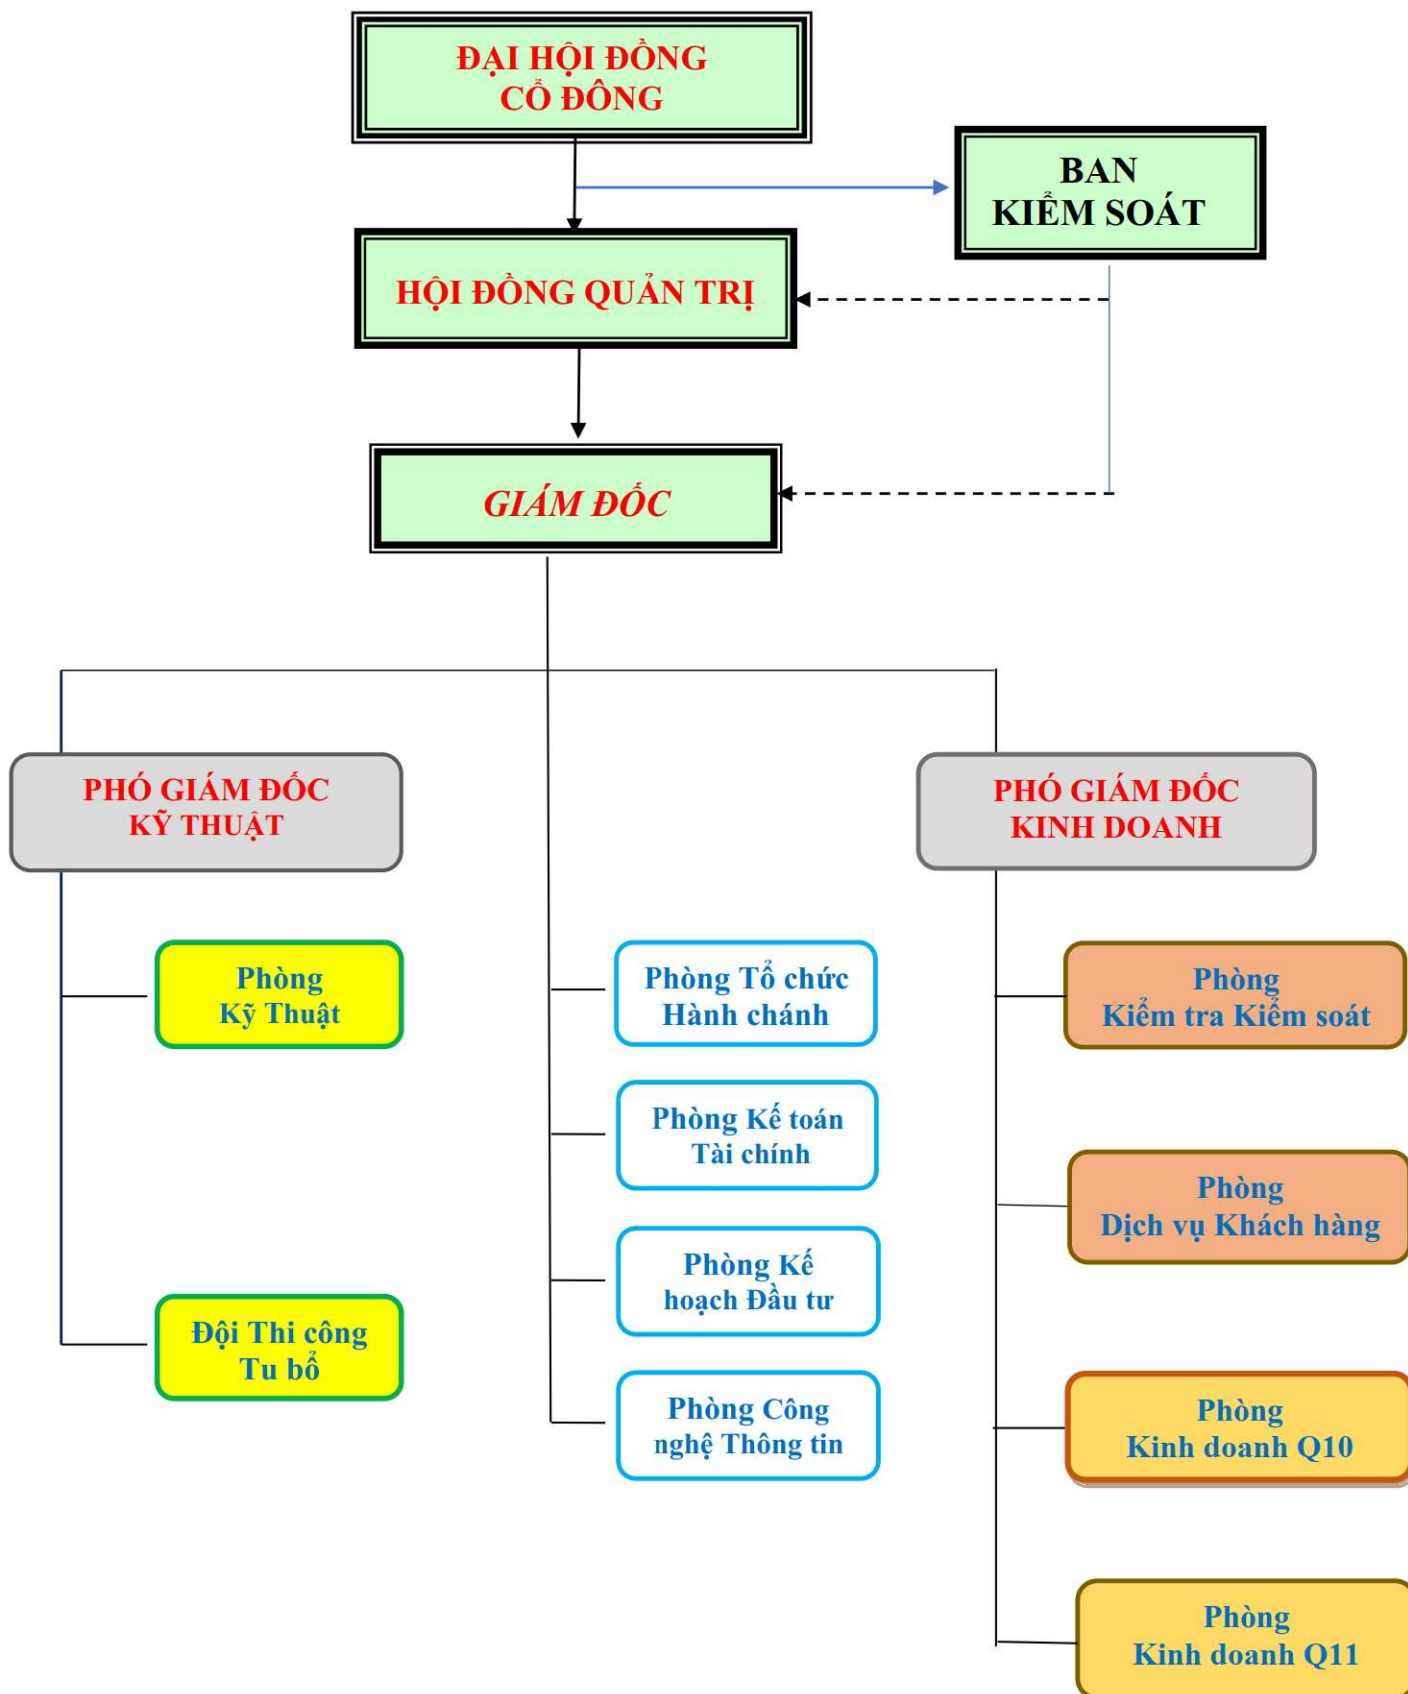 ĐẠI HỘI ĐỒNG
CỔ ĐÔNG
BAN
KIỂM SOÁT
HỘI ĐỒNG QUẢN TRỊ
GIÁM ĐỐC
PHÓ GIÁM ĐỐC
KỸ THUẬT
PHÓ GIÁM ĐỐC
KINH DOANH
Phòng
Kỹ Thuật
Đội Thi công
Tu bổ
Phòng Tổ chức
Hành chánh
Phòng Kế toán
Tài chính
Phòng Kế
hoạch Đầu tư
Phòng Công
nghệ Thông tin
Phòng
Kiểm tra Kiểm soát
Phòng
Dịch vụ Khách hàng
Phòng
Kinh doanh Q10
Phòng
Kinh doanh Q11